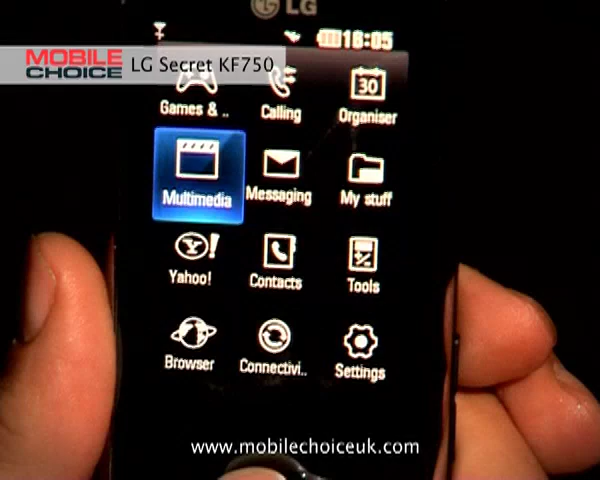 LG
18:05
MOBILE
CHOICE
LG Secret KF750
Games & ..
Calling
30
Organiser
Multimedia
Messaging
My stuff
Y!
Yahoo!
Contacts
Tools
Browser
Connectivi..
Settings
www.mobilechoiceuk.com